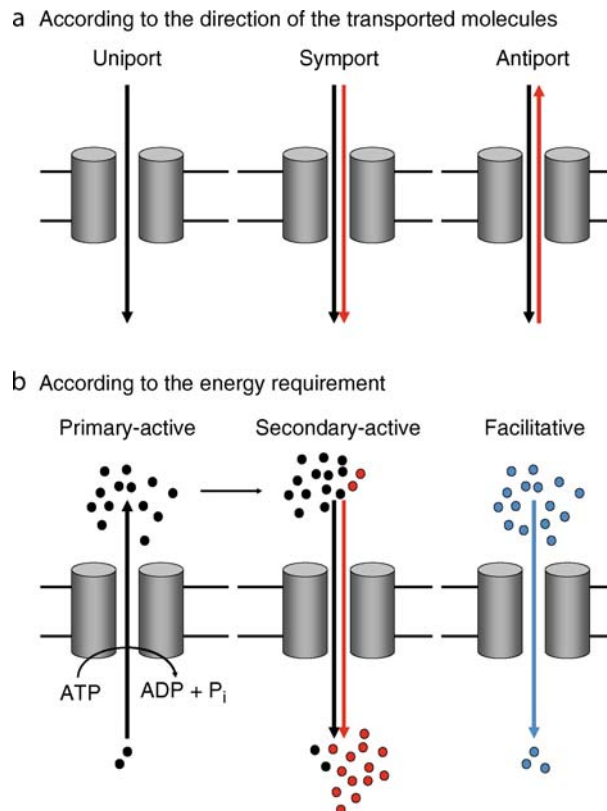 a According to the direction of the transported molecules
Uniport Symport Antiport
b According to the energy requirement
Primary-active Secondary-active Facilitative
ATP ADP + Pi